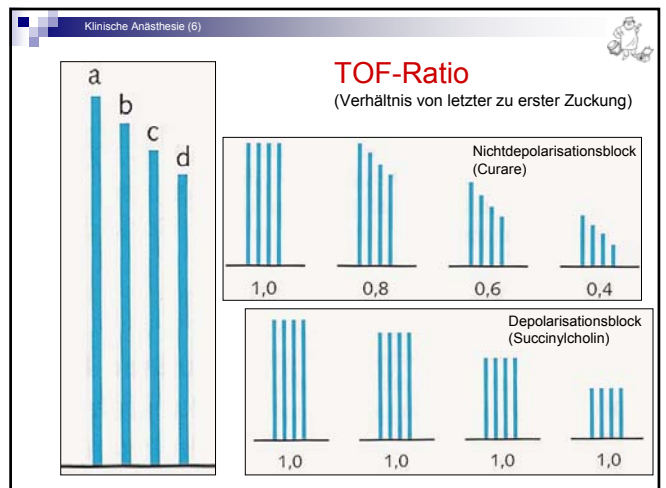 Klinische Anästhesie (6)
TOF-Ratio
(Verhältnis von letzter zu erster Zuckung)
a
b
c
d
Nichtdepolarisationsblock
(Curare)
1,0 0,8 0,6 0,4
Depolarisationsblock
(Succinylcholin)
1,0 1,0 1,0 1,0